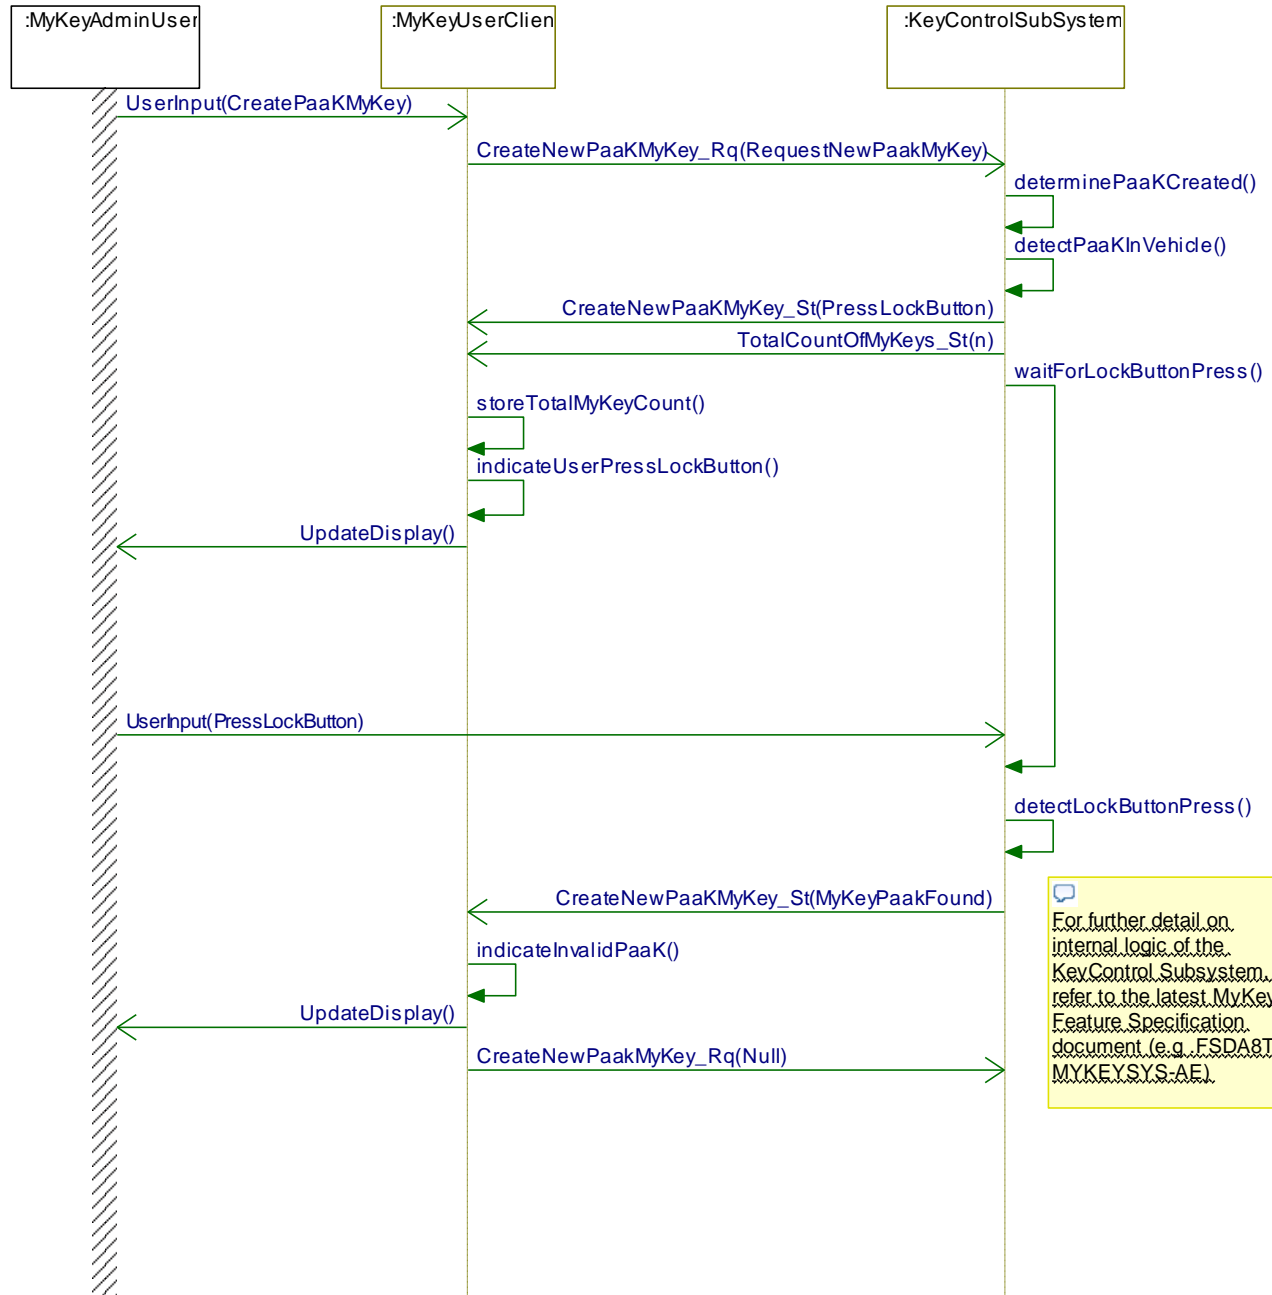 :MyKeyAdminUser
:MyKeyUserClien
:KeyControlSubSystem
UserInput(CreatePaaKMyKey)
CreateNewPaaKMyKey_Rq(RequestNewPaakMyKey)
determinePaaKCreated()
detectPaaKInVehicle()
CreateNewPaaKMyKey_St(PressLockButton)
TotalCountOfMyKeys_St(n)
waitForLockButtonPress()
storeTotalMyKeyCount()
indicateUserPressLockButton()
UpdateDisplay()
UserInput(PressLockButton)
detectLockButtonPress()
CreateNewPaaKMyKey_St(MyKeyPaakFound)
indicateInvalidPaaK()
UpdateDisplay()
CreateNewPaakMyKey_Rq(Null)
For further detail on
internal logic of the
KeyControl Subsystem,
refer to the latest MyKey
Feature Specification
document (e.g .FSDA8T
MYKEYSYS-AE)